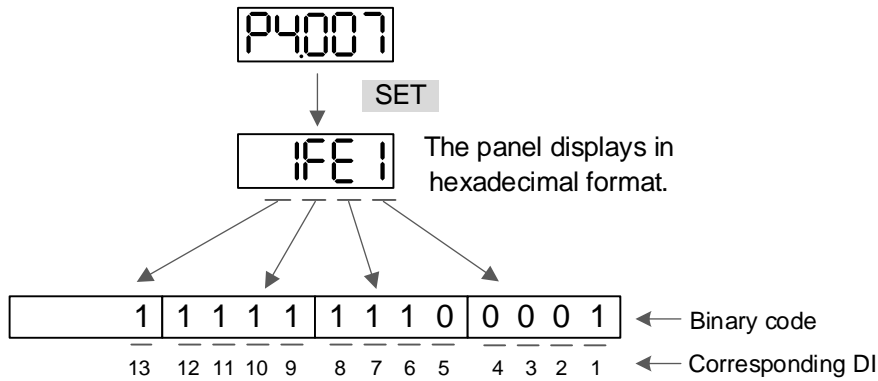 P4.007
SET
1FE1
The panel displays in
hexadecimal format.
1 1 1 1 1 1 1 1 0 0 0 0 1 Binary code
13 12 11 10 9 8 7 6 5 4 3 2 1 Corresponding DI